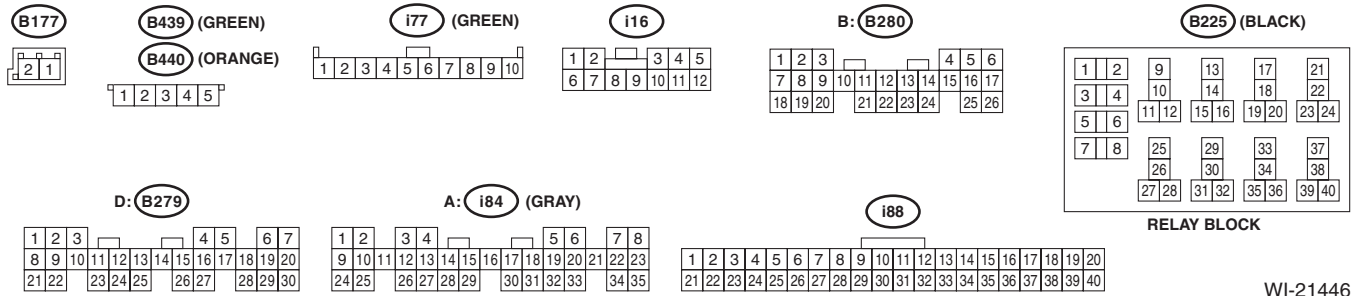 B177
B439 (GREEN)
B440 (ORANGE)
i77 (GREEN)
i16
B: B280
B225 (BLACK)
2 1
1 2 3 4 5
1 2 3 4 5 6 7 8 9 10
1 2 3 4 5
6 7 8 9 10 11 12
1 2 3 4 5 6
7 8 9 10 11 12 13 14 15 16 17
18 19 20 21 22 23 24 25 26
1 2 9 13 17 21
10 14 18 22
3 4
11 12 15 16 19 20 23 24
5 6
7 8 25 29 33 37
26 30 34 38
27 28 31 32 35 36 39 40
RELAY BLOCK
D: B279
A: i84 (GRAY)
i88
1 2 3 4 5 6 7
8 9 10 11 12 13 14 15 16 17 18 19 20
21 22 23 24 25 26 27 28 29 30
1 2 3 4 5 6 7 8
9 10 11 12 13 14 15 16 17 18 19 20 21 22 23
24 25 26 27 28 29 30 31 32 33 34 35
1 2 3 4 5 6 7 8 9 10 11 12 13 14 15 16 17 18 19 20
21 22 23 24 25 26 27 28 29 30 31 32 33 34 35 36 37 38 39 40
WI-21446